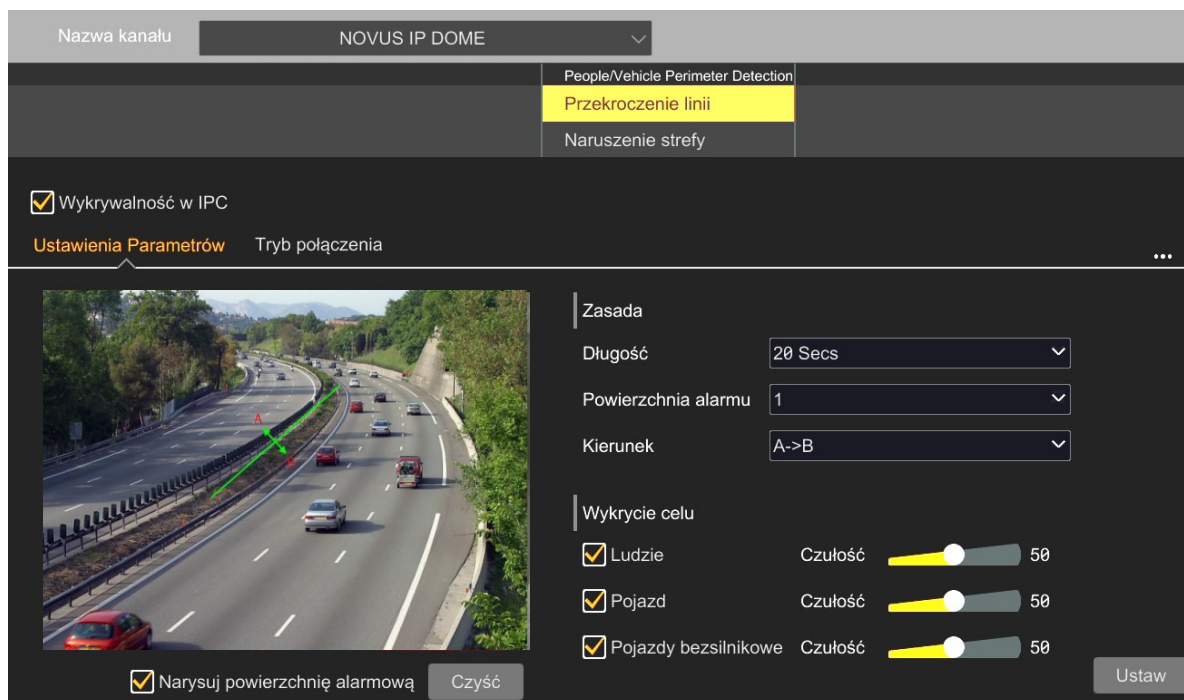 Nazwa kanału NOVUS IP DOME
People/Vehicle Perimeter Detection
Przekroczenie linii
Naruszenie strefy
Wykrywalność w IPC
Ustawienia Parametrów Tryb połączenia ...
Zasada
Długość 20 Secs
Powierzchnia alarmu 1
Kierunek A->B
A
B
Wykrycie celu
Ludzie Czułość 50
Pojazd Czułość 50
Pojazdy bezsilnikowe Czułość 50
Narysuj powierzchnię alarmową Czyść
Ustaw